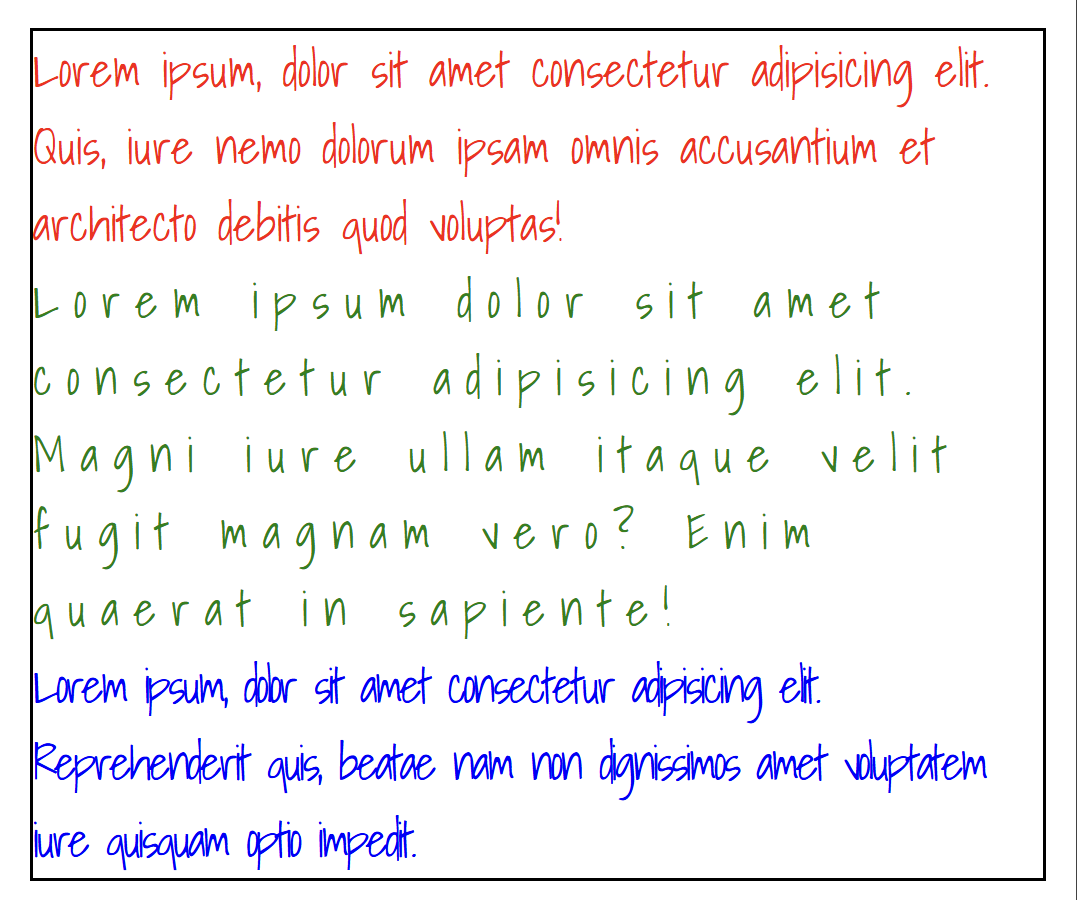 Lorem ipsum, dolor sit amet consectetur adipisicing elit.
Quis, iure nemo dolorum ipsam omnis accusantium et
architecto debitis quod voluptas!
Lorem ipsum dolor sit amet
consectetur adipisicing elit.
Magni iure ullam itaque velit
fugit magnam vero? Enim
quaerat in sapiente!
Lorem ipsum, dolor sit amet consectetur adipisicing elit.
Reprehenderit quis, beatae nam non dignissimos amet voluptatem
iure quisquam optio impedit.